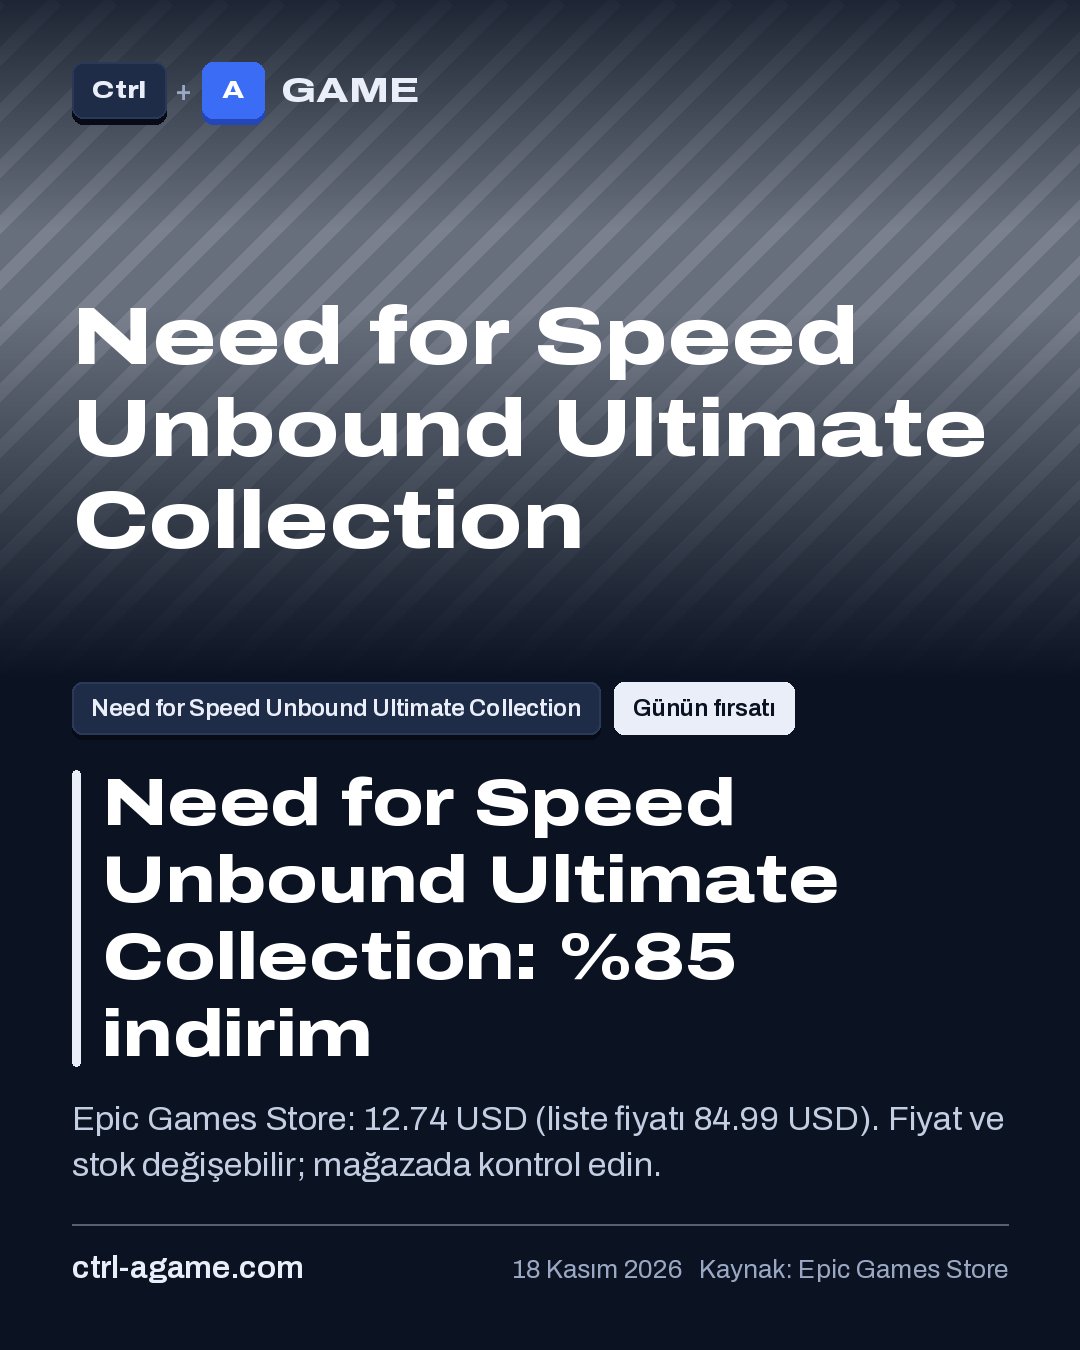 Ctrl + A GAME
Need for Speed
Unbound Ultimate
Collection
Need for Speed Unbound Ultimate Collection Günün fırsatı
Need for Speed
Unbound Ultimate
Collection: %85
indirim
Epic Games Store: 12.74 USD (liste fiyatı 84.99 USD). Fiyat ve
stok değişebilir; mağazada kontrol edin.
ctrl-agame.com 18 Kasım 2026 Kaynak: Epic Games Store